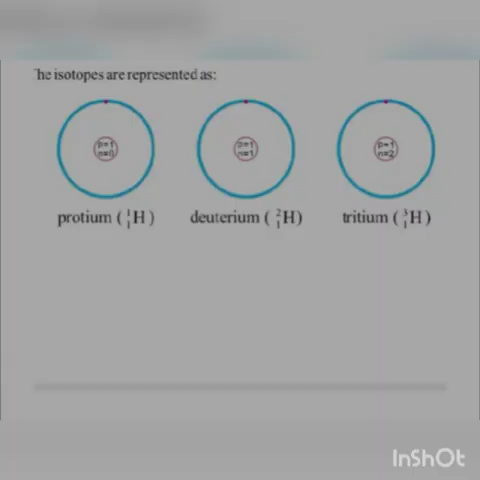 he isotopes are represented as:
p=1 p=1 p=1
n=0 n=1 n=2
protium ( ¹₁H ) deuterium ( ²₁H) tritium ( ³₁H )
InShOt